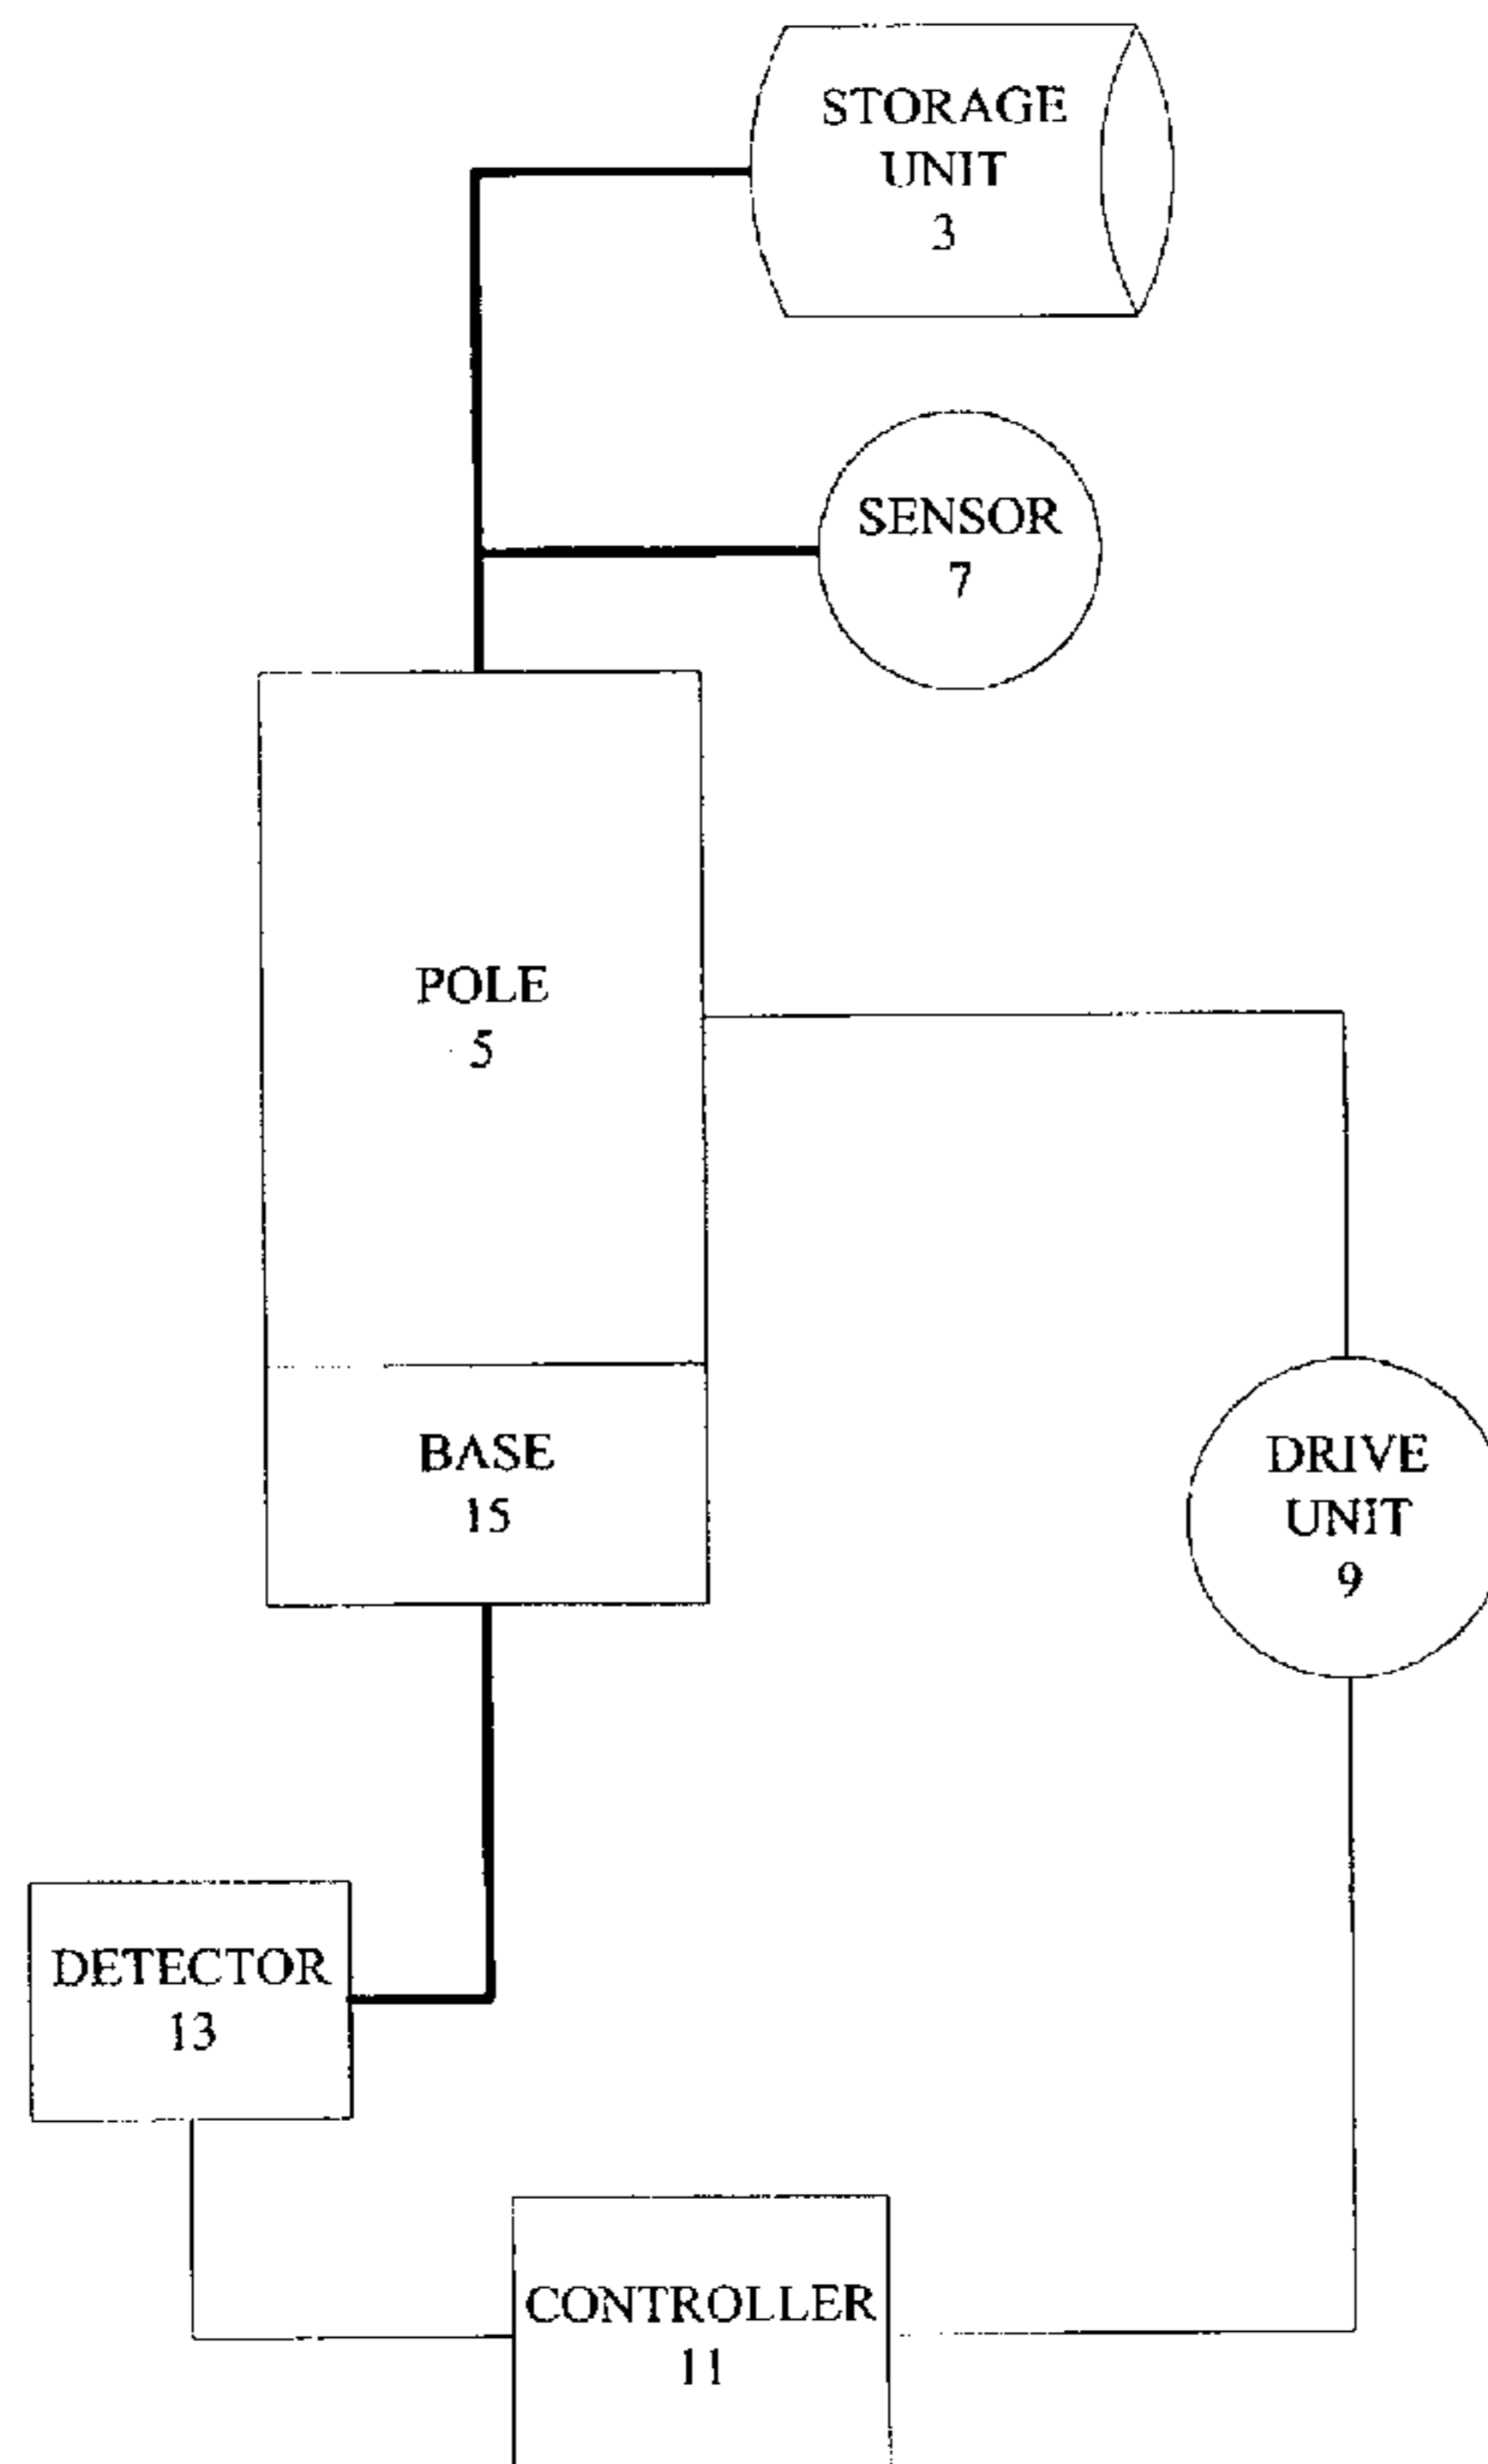 STORAGE
UNIT
3
SENSOR
7
POLE
5
BASE
15
DRIVE
UNIT
9
DETECTOR
13
CONTROLLER
11